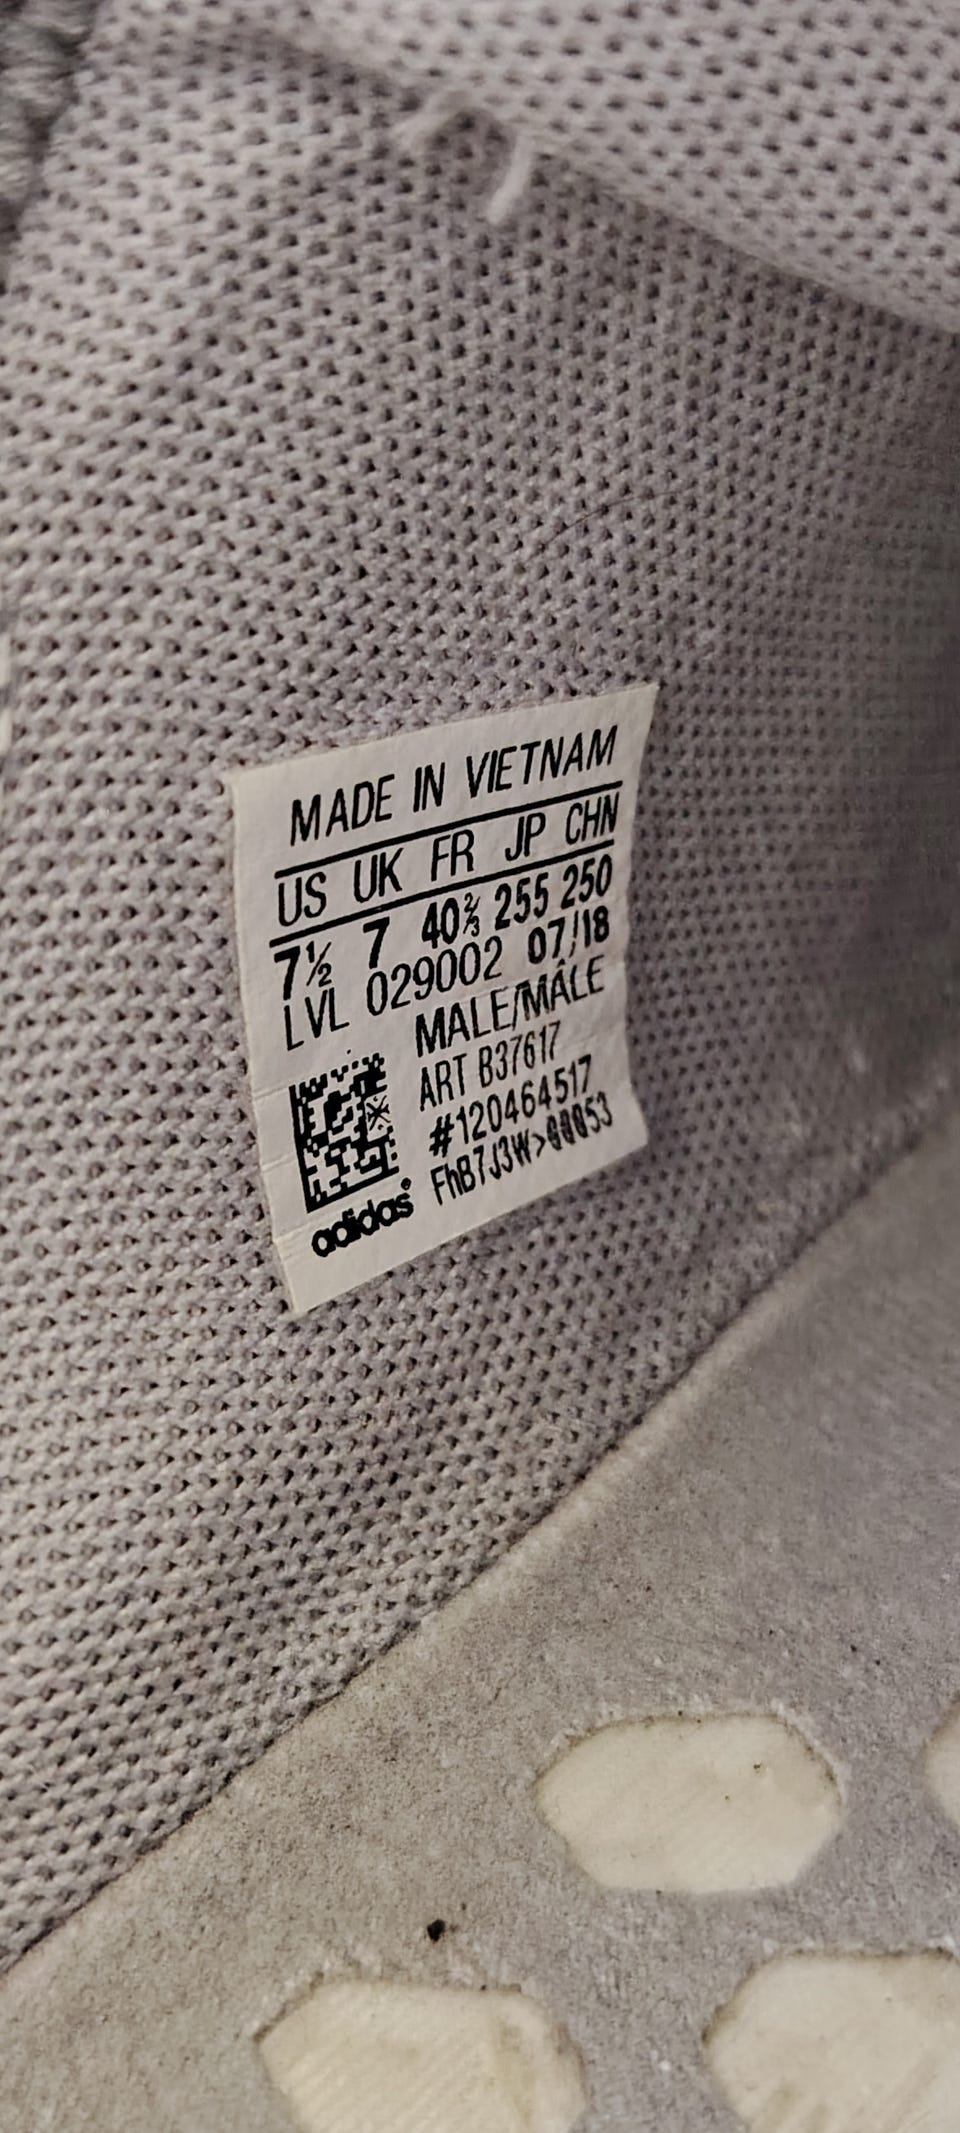 MADE IN VIETNAM
US UK FR JP CHN
7½ 7 40⅔ 255 250
LVL 029002 07/18
MALE/MÂLE
ART B37617
#120464517
FhB7J3W>00053
adidas®